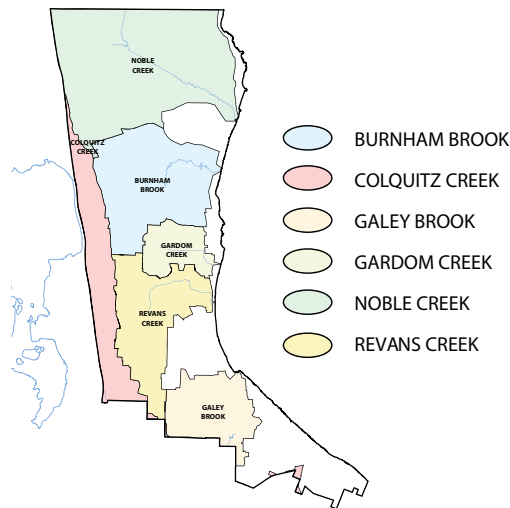 NOBLE
CREEK
COLQUITZ
CREEK
BURNHAM
BROOK
GARDOM
CREEK
REVANS
CREEK
GALEY
BROOK
BURNHAM BROOK
COLQUITZ CREEK
GALEY BROOK
GARDOM CREEK
NOBLE CREEK
REVANS CREEK